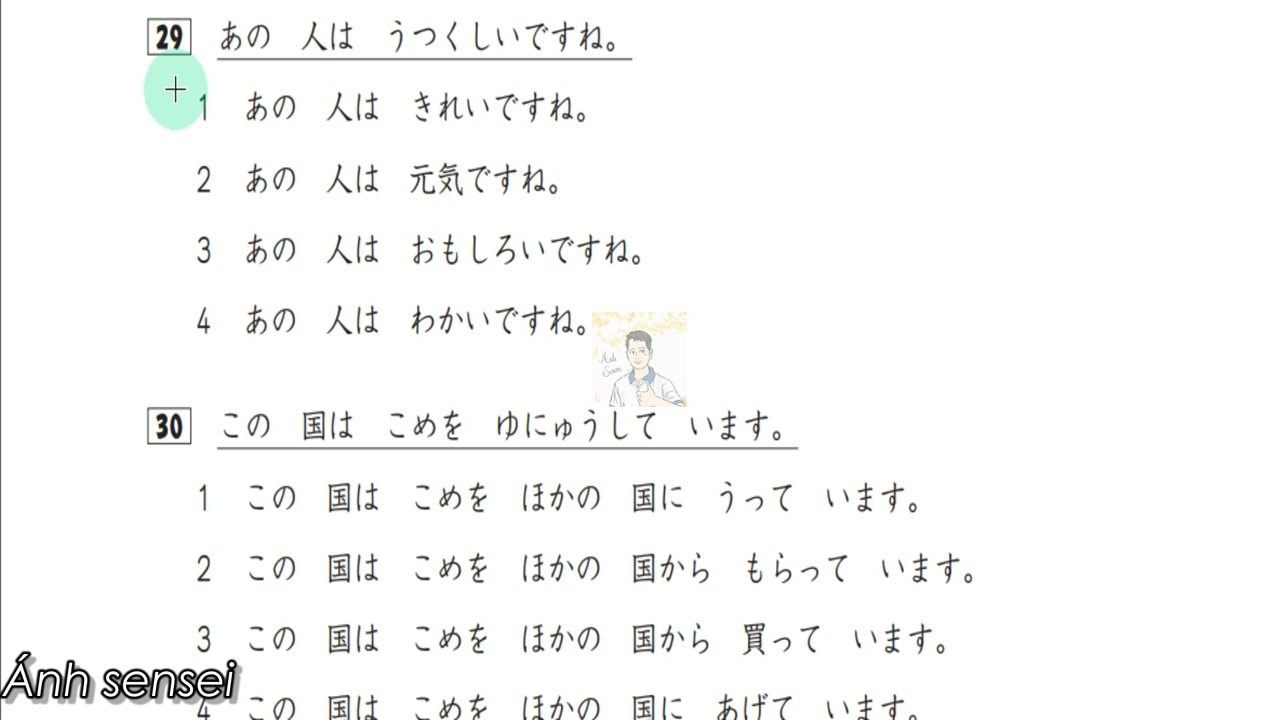 29 あの 人は うつくしいですね。
1 あの 人は きれいですね。
2 あの 人は 元気ですね。
3 あの 人は おもしろいですね。
4 あの 人は わかいですね。
Ánh
Sensei
30 この 国は こめを ゆにゅうして います。
1 この 国は こめを ほかの 国に うって います。
2 この 国は こめを ほかの 国から もらって います。
3 この 国は こめを ほかの 国から 買って います。
4 この 国は こめを ほかの 国に あげて います。
Ánh sensei